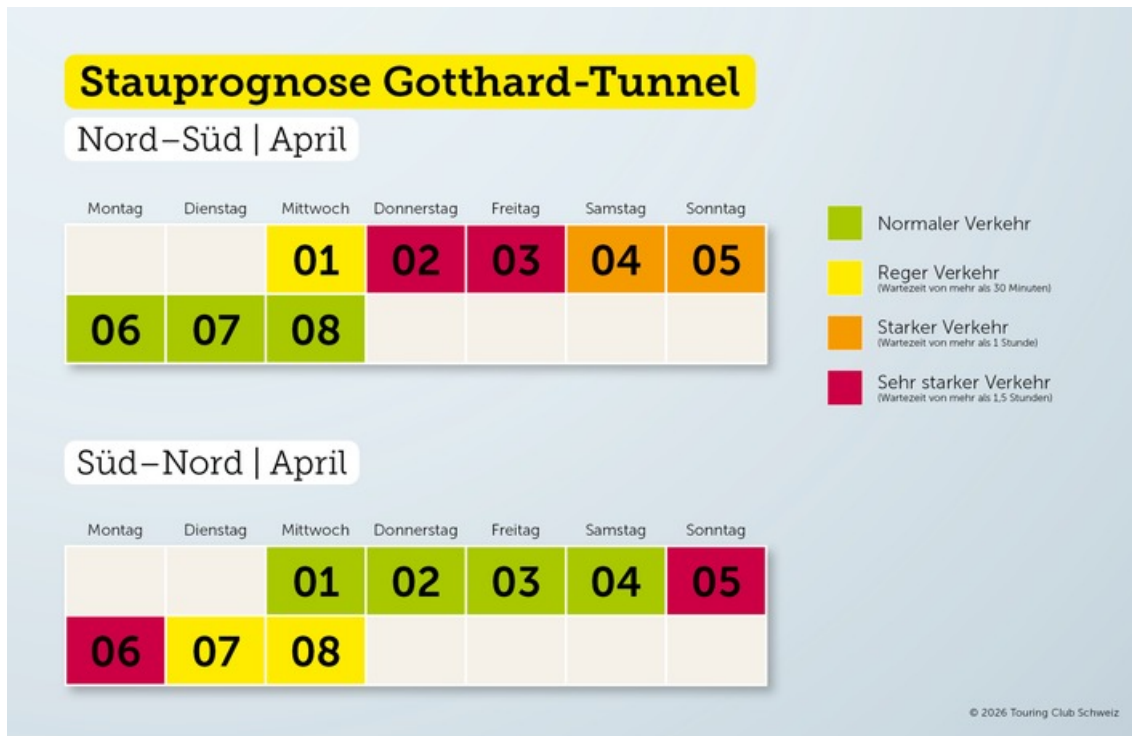 Stauprognose Gotthard-Tunnel
Nord–Süd | April
Montag Dienstag Mittwoch Donnerstag Freitag Samstag Sonntag
01 02 03 04 05
06 07 08
Normaler Verkehr
Reger Verkehr
(Wartezeit von mehr als 30 Minuten)
Starker Verkehr
(Wartezeit von mehr als 1 Stunde)
Sehr starker Verkehr
(Wartezeit von mehr als 1,5 Stunden)
Süd–Nord | April
Montag Dienstag Mittwoch Donnerstag Freitag Samstag Sonntag
01 02 03 04 05
06 07 08
© 2026 Touring Club Schweiz